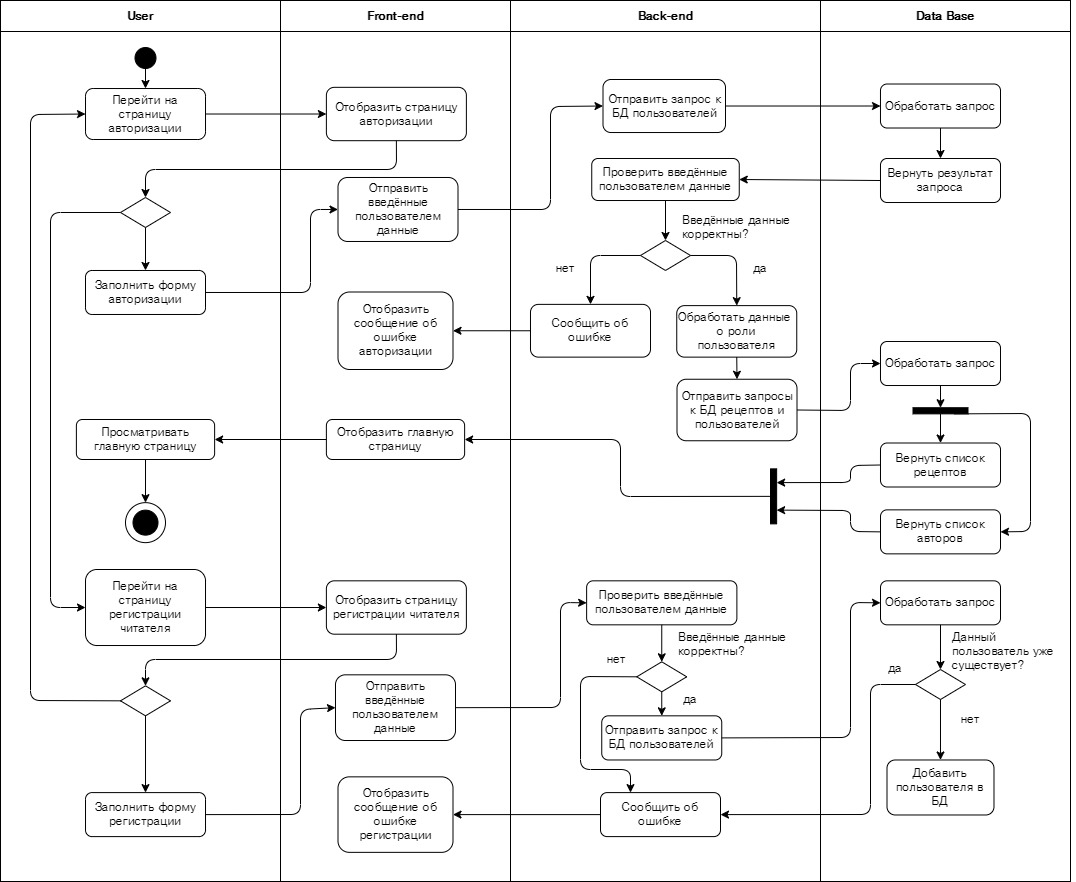 User
Front-end
Back-end
Data Base
Перейти на
страницу
авторизации
Отобразить страницу
авторизации
Отправить запрос к
БД пользователей
Обработать запрос
Вернуть результат
запроса
Проверить введённые
пользователем данные
Отправить
введённые
пользователем
данные
Введённые данные
корректны?
нет
да
Заполнить форму
авторизации
Отобразить
сообщение об
ошибке
авторизации
Сообщить об
ошибке
Обработать данные
о роли
пользователя
Обработать запрос
Отправить запросы
к БД рецептов и
пользователей
Просматривать
главную страницу
Отобразить главную
страницу
Вернуть список
рецептов
Вернуть список
авторов
Перейти на
страницу
регистрации
читателя
Отобразить страницу
регистрации читателя
Проверить введённые
пользователем данные
Обработать запрос
Введённые данные
корректны?
Данный
пользователь уже
существует?
нет
да
да
нет
Отправить
введённые
пользователем
данные
Отправить запрос к
БД пользователей
Добавить
пользователя в
БД
Заполнить форму
регистрации
Отобразить
сообщение об
ошибке
регистрации
Сообщить об
ошибке